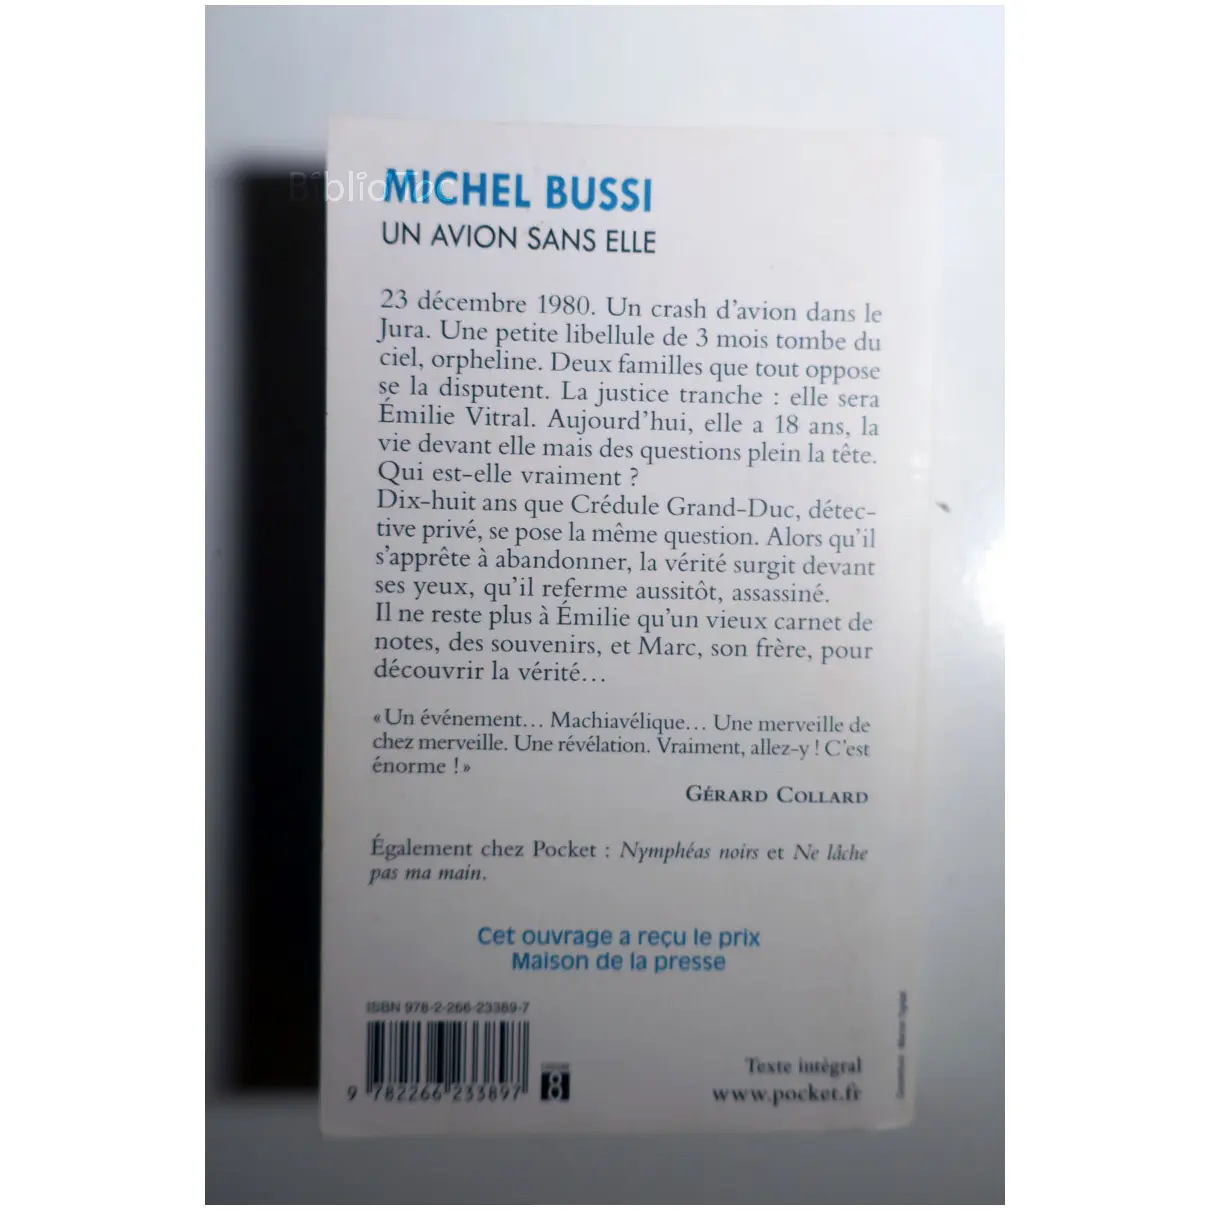 BiblioTec
MICHEL BUSSI
UN AVION SANS ELLE
23 décembre 1980. Un crash d'avion dans le
Jura. Une petite libellule de 3 mois tombe du
ciel, orpheline. Deux familles que tout oppose
se la disputent. La justice tranche : elle sera
Émilie Vitral. Aujourd'hui, elle a 18 ans, la
vie devant elle mais des questions plein la tête.
Qui est-elle vraiment ?
Dix-huit ans que Crédule Grand-Duc, détec-
tive privé, se pose la même question. Alors qu'il
s'apprête à abandonner, la vérité surgit devant
ses yeux, qu'il referme aussitôt, assassiné.
Il ne reste plus à Émilie qu'un vieux carnet de
notes, des souvenirs, et Marc, son frère, pour
découvrir la vérité…
« Un événement… Machiavélique… Une merveille de
chez merveille. Une révélation. Vraiment, allez-y ! C'est
énorme ! »
GÉRARD COLLARD
Également chez Pocket : Nymphéas noirs et Ne lâche
pas ma main.
Cet ouvrage a reçu le prix
Maison de la presse
ISBN 978-2-266-23389-7
9 782266 233897
8
Texte intégral
www.pocket.fr